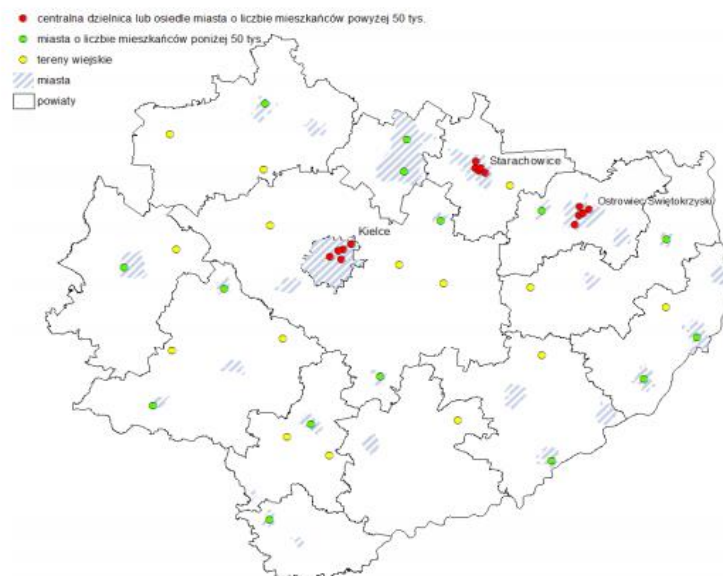 centralna dzielnica lub osiedle miasta o liczbie mieszkańców powyżej 50 tys.
miasta o liczbie mieszkańców poniżej 50 tys.
tereny wiejskie
miasta
powiaty
Starachowice
Ostrowiec Świętokrzyski
Kielce